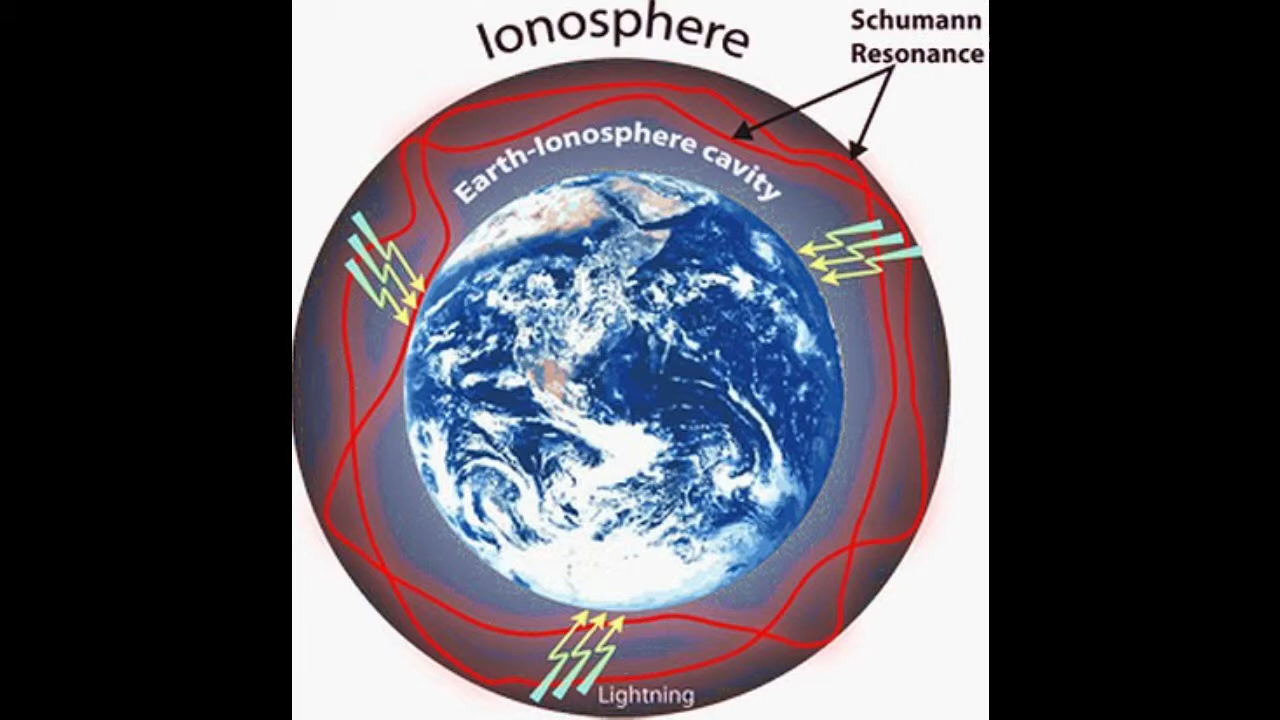 Ionosphere
Schumann
Resonance
Earth-Ionosphere cavity
Lightning